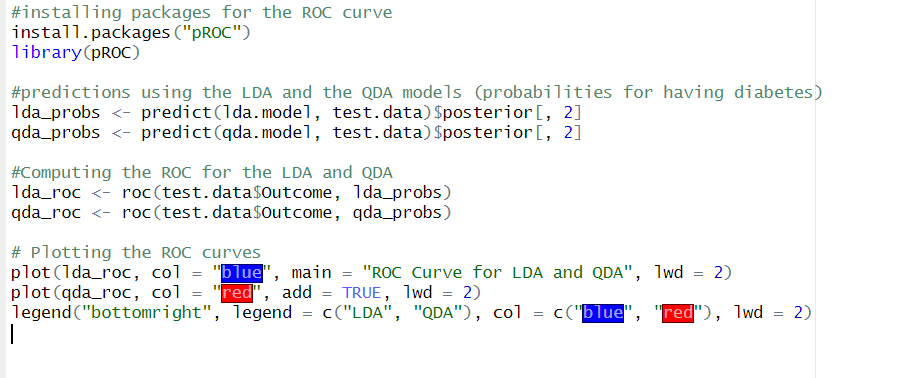 #installing packages for the ROC curve
install.packages("pROC")
library(pROC)
#predictions using the LDA and the QDA models (probabilities for having diabetes)
lda_probs <- predict(lda.model, test.data)$posterior[, 2]
qda_probs <- predict(qda.model, test.data)$posterior[, 2]
#Computing the ROC for the LDA and QDA
lda_roc <- roc(test.data$Outcome, lda_probs)
qda_roc <- roc(test.data$Outcome, qda_probs)
# Plotting the ROC curves
plot(lda_roc, col = "blue", main = "ROC Curve for LDA and QDA", lwd = 2)
plot(qda_roc, col = "red", add = TRUE, lwd = 2)
legend("bottomright", legend = c("LDA", "QDA"), col = c("blue", "red"), lwd = 2)